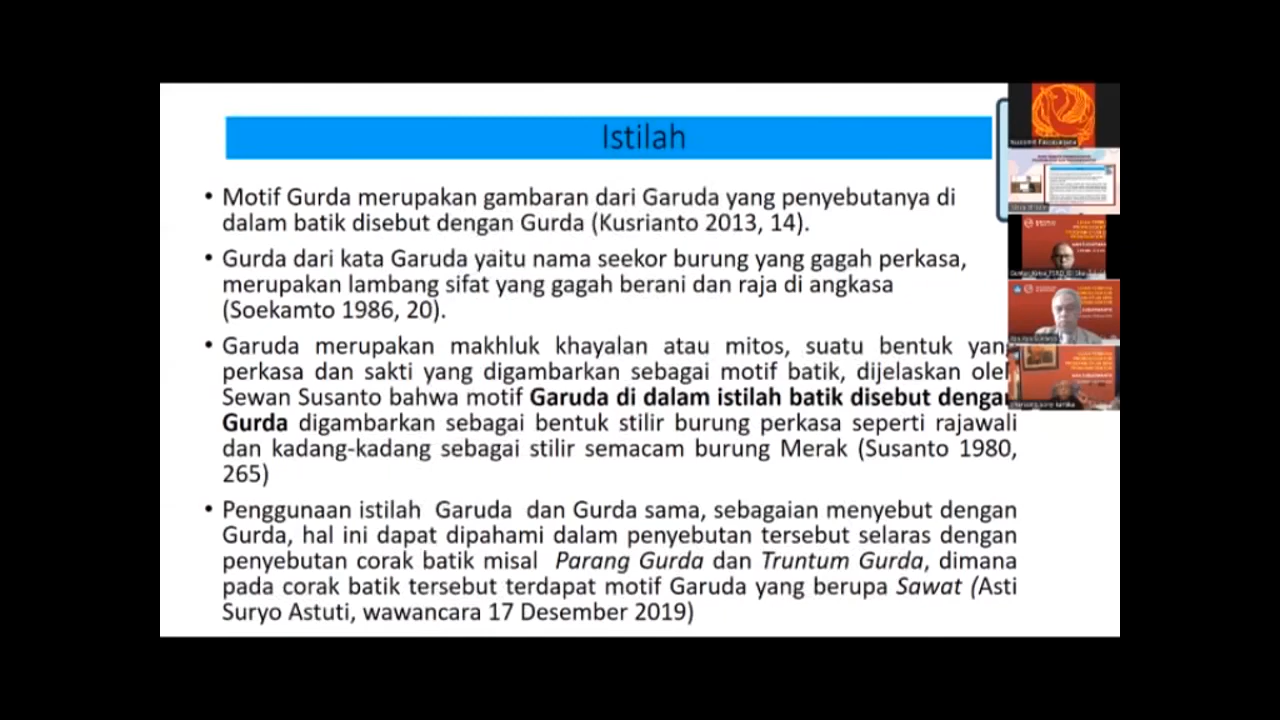 Istilah
• Motif Gurda merupakan gambaran dari Garuda yang penyebutanya di
dalam batik disebut dengan Gurda (Kusrianto 2013, 14).
• Gurda dari kata Garuda yaitu nama seekor burung yang gagah perkasa,
merupakan lambang sifat yang gagah berani dan raja di angkasa
(Soekamto 1986, 20).
• Garuda merupakan makhluk khayalan atau mitos, suatu bentuk yan
perkasa dan sakti yang digambarkan sebagai motif batik, dijelaskan ole
Sewan Susanto bahwa motif Garuda di dalam istilah batik disebut denga
Gurda digambarkan sebagai bentuk stilir burung perkasa seperti rajawali
dan kadang-kadang sebagai stilir semacam burung Merak (Susanto 1980,
265)
• Penggunaan istilah Garuda dan Gurda sama, sebagaian menyebut dengan
Gurda, hal ini dapat dipahami dalam penyebutan tersebut selaras dengan
penyebutan corak batik misal Parang Gurda dan Truntum Gurda, dimana
pada corak batik tersebut terdapat motif Garuda yang berupa Sawat (Asti
Suryo Astuti, wawancara 17 Desember 2019)